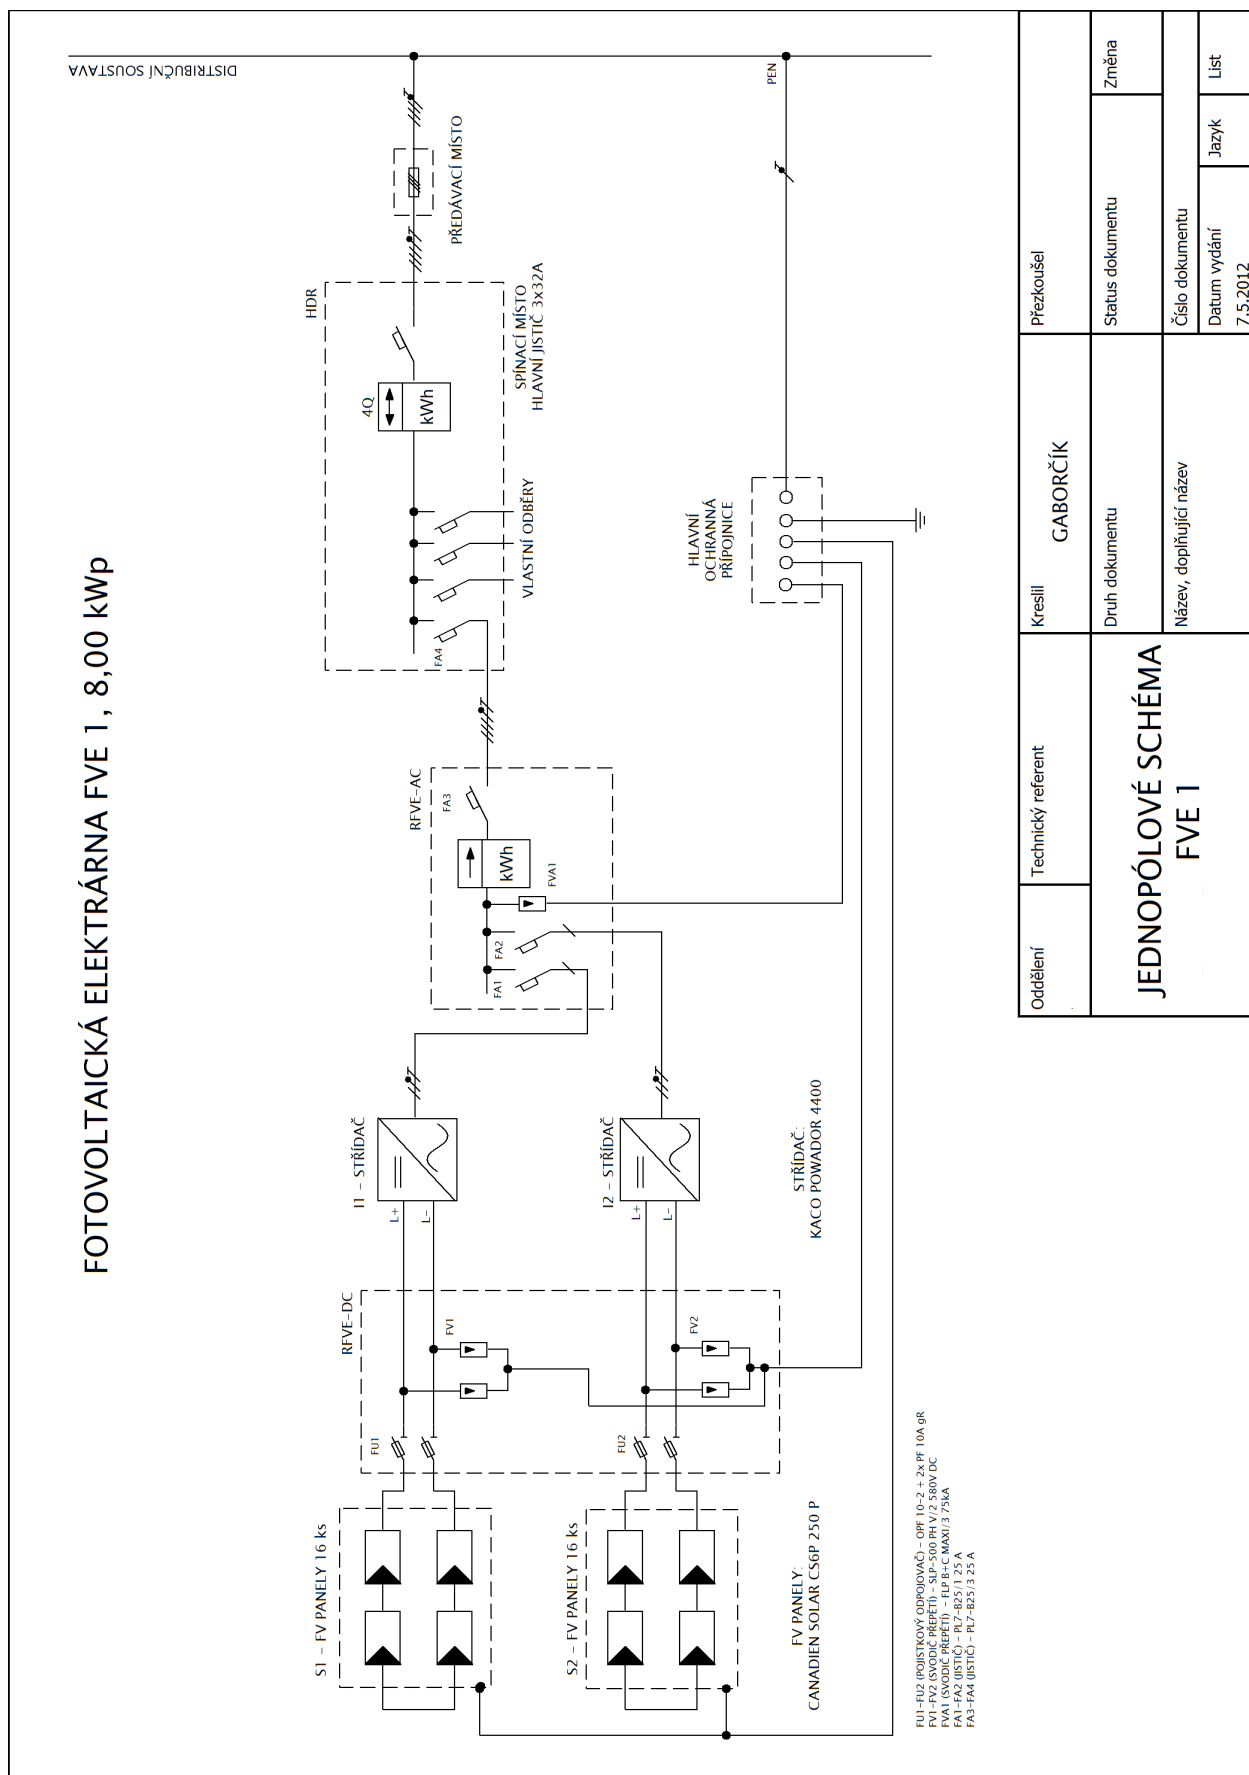 FOTOVOLTAICKÁ ELEKTRÁRNA FVE 1, 8,00 kWp
DISTRIBUČNÍ SOUSTAVA
PEN
PŘEDÁVACÍ MÍSTO
HDR
SPÍNACÍ MÍSTO
HLAVNÍ JISTIČ 3x32A
4Q
kWh
VLASTNÍ ODBĚRY
FA4
HLAVNÍ
OCHRANNÁ
PŘÍPOJNICE
RFVE-AC
FA3
kWh
FVA1
FA2
FA1
I1 - STŘÍDAČ
L+
L-
I2 - STŘÍDAČ
L+
L-
STŘÍDAČ:
KACO POWADOR 4400
RFVE-DC
FV1
FV2
FU1
FU2
S1 - FV PANELY 16 ks
S2 - FV PANELY 16 ks
FV PANELY:
CANADIEN SOLAR CS6P 250 P
FU1-FU2 (POJISTKOVÝ ODPOJOVAČ) - OPF 10-2 + 2x PF 10A gR
FV1-FV2 (SVODIČ PŘEPĚTÍ) - SLP-500 PH V/2 580V DC
FVA1 (SVODIČ PŘEPĚTÍ) - FLP B+C MAXI/3 75kA
FA1-FA2 (JISTIČ) - PL7-B25/1 25 A
FA3-FA4 (JISTIČ) - PL7-B25/3 25 A
Oddělení
Technický referent
Kreslil
GABORČÍK
Přezkoušel
JEDNOPÓLOVÉ SCHÉMA
FVE 1
Druh dokumentu
Status dokumentu
Změna
Název, doplňující název
Číslo dokumentu
Datum vydání
7.5.2012
Jazyk
List